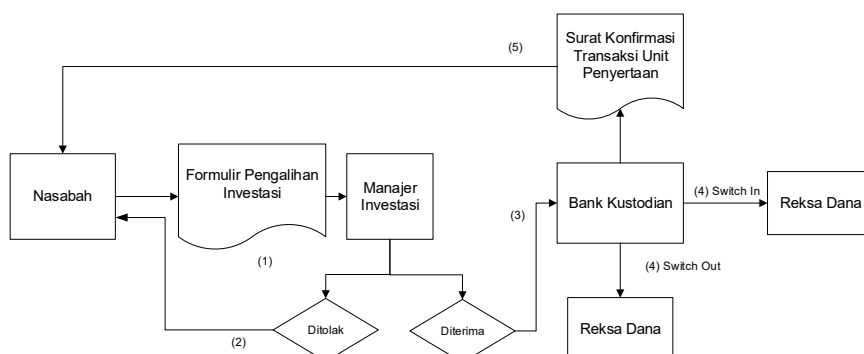 (5)
Surat Konfirmasi
Transaksi Unit
Penyertaan
Nasabah
Formulir Pengalihan
Investasi
Manajer
Investasi
(3)
Bank Kustodian
(4) Switch In
Reksa Dana
(1)
(4) Switch Out
(2)
Ditolak
Diterima
Reksa Dana